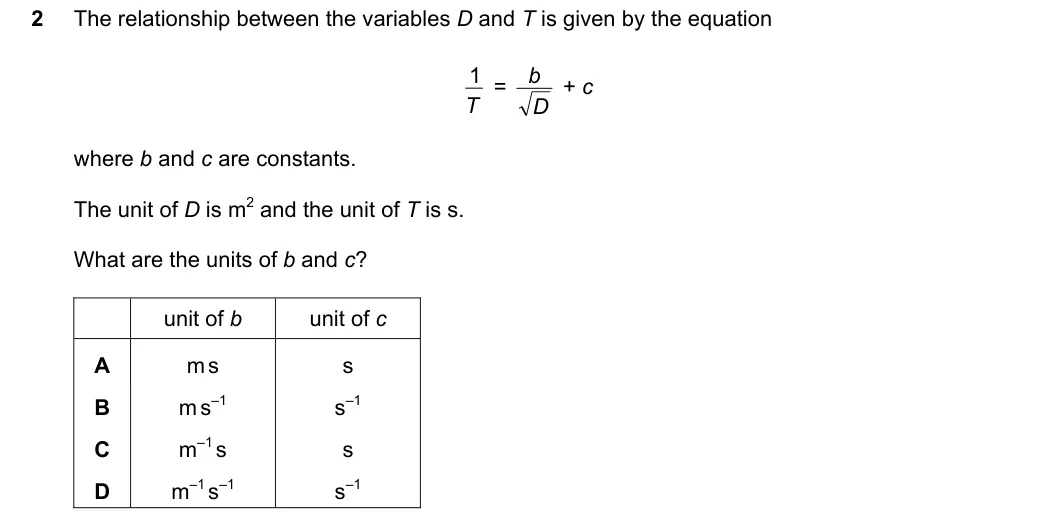 2 The relationship between the variables D and T is given by the equation
1/T = b/√D + c
where b and c are constants.
The unit of D is m² and the unit of T is s.
What are the units of b and c?
unit of b unit of c
A m s s
B m s⁻¹ s⁻¹
C m⁻¹ s s
D m⁻¹ s⁻¹ s⁻¹